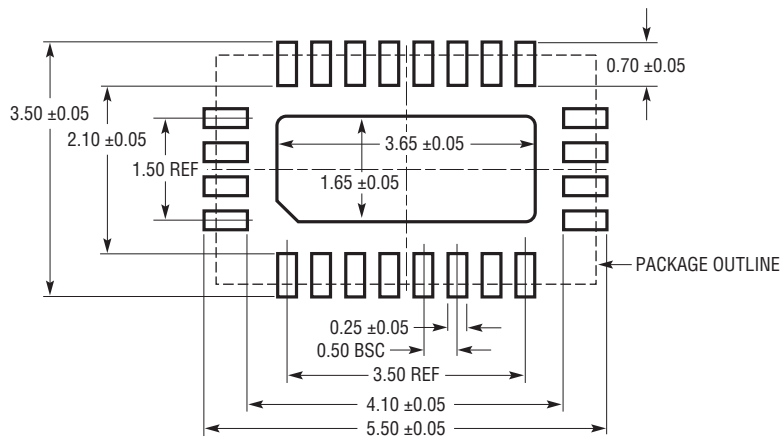 0.70 ±0.05
3.50 ±0.05
2.10 ±0.05
3.65 ±0.05
1.50 REF
1.65 ±0.05
PACKAGE OUTLINE
0.25 ±0.05
0.50 BSC
3.50 REF
4.10 ±0.05
5.50 ±0.05